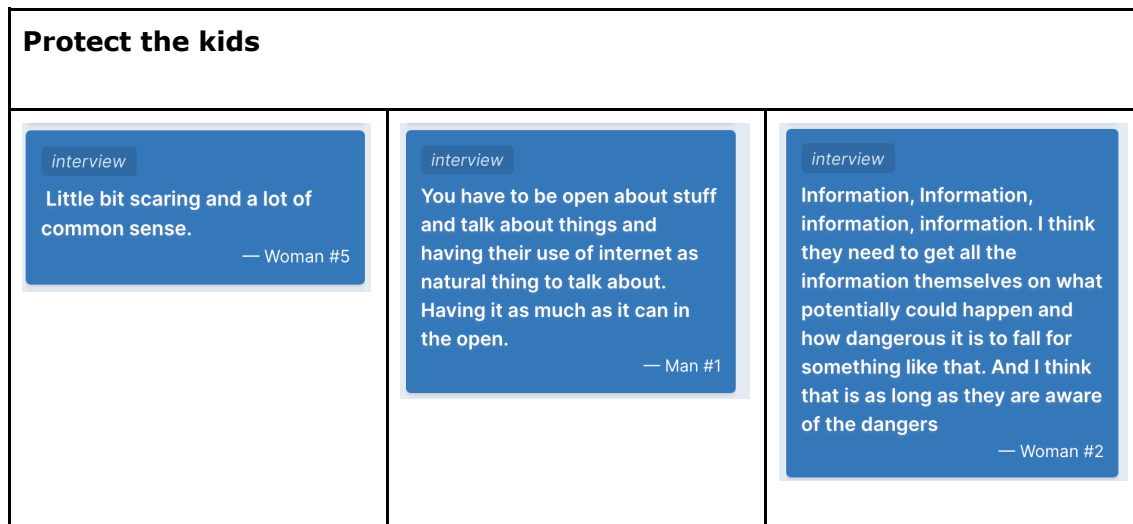 Protect the kids
interview
Little bit scaring and a lot of
common sense.
— Woman #5
interview
You have to be open about stuff
and talk about things and
having their use of internet as
natural thing to talk about.
Having it as much as it can in
the open.
— Man #1
interview
Information, Information,
information, information. I think
they need to get all the
information themselves on what
potentially could happen and
how dangerous it is to fall for
something like that. And I think
that is as long as they are aware
of the dangers
— Woman #2